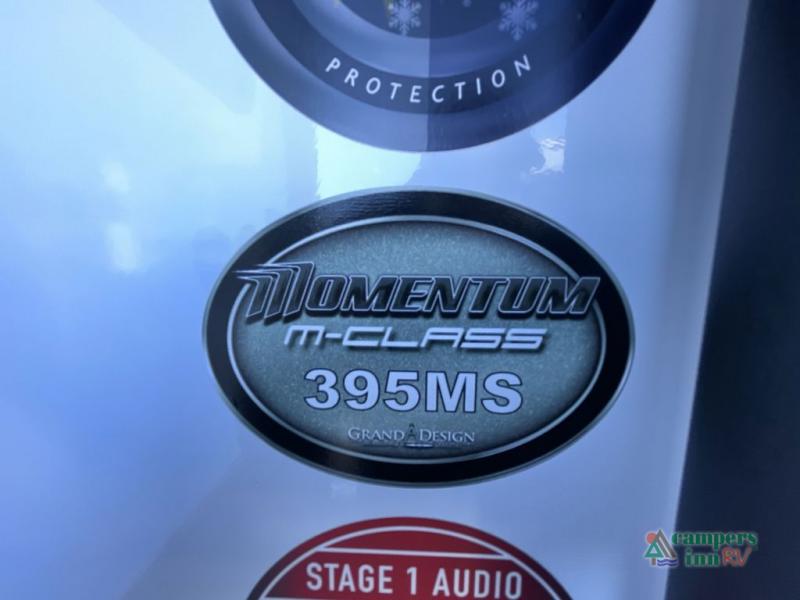 PROTECTION
MOMENTUM
M-CLASS
395MS
GRAND DESIGN
STAGE 1 AUDIO
campers
inn RV